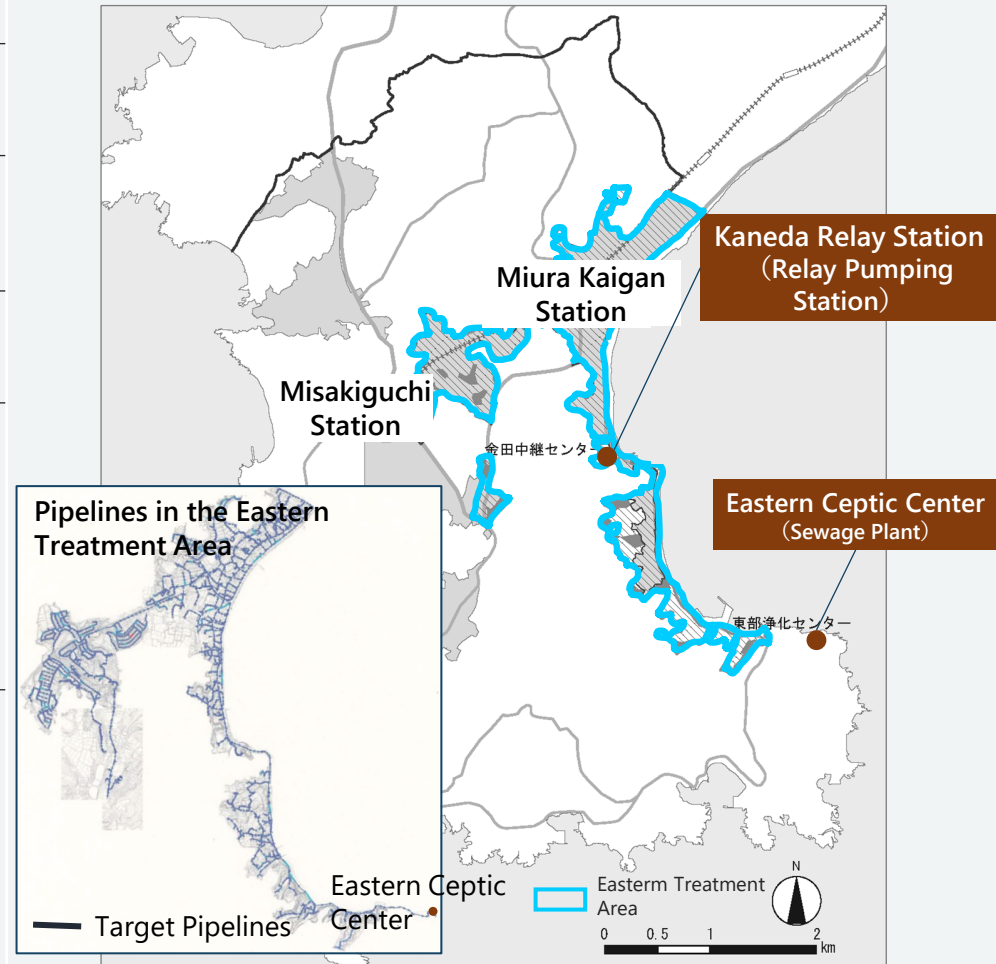 Kaneda Relay Station
（Relay Pumping
Station）
Miura Kaigan
Station
Misakiguchi
Station
金田中継センター
Pipelines in the Eastern
Treatment Area
Eastern Ceptic Center
(Sewage Plant)
東部浄化センター
Eastern Ceptic
Center
Target Pipelines
Easterm Treatment
Area
N
0 0.5 1 2
km